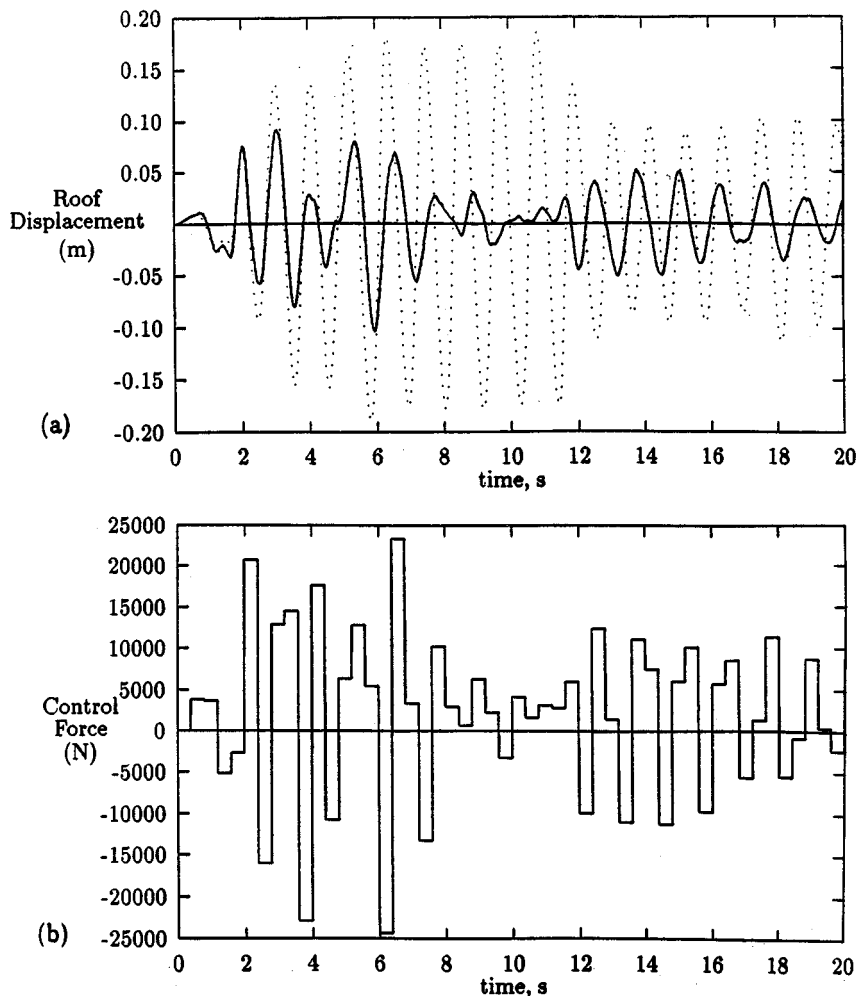 0.20
0.15
0.10
0.05
Roof
Displacement
(m)
0.00
-0.05
-0.10
-0.15
-0.20
(a)
0 2 4 6 8 10 12 14 16 18 20
time, s
25000
20000
15000
10000
5000
Control
Force
(N)
0
-5000
-10000
-15000
-20000
-25000
(b)
0 2 4 6 8 10 12 14 16 18 20
time, s